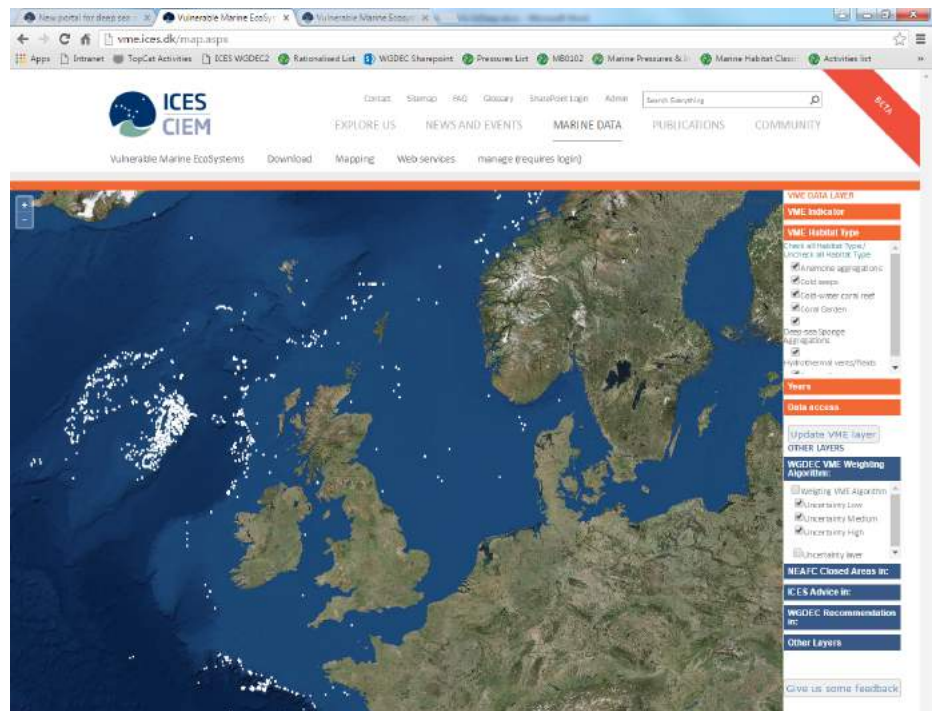 New portal for deep sea
Vulnerable Marine EcoSys
Vulnerable Marine Ecosys
vme.ices.dk/map.aspx
Apps Intranet TopCat Activities ICES WGDEC2 Rationalised List WGDEC Sharepoint Pressures List MB0102 Marine Pressures & Marine Habitat Class Activities list
ICES
CIEM
Contact Sitemap FAQ Glossary SharePoint Login Admin Search Everything
BETA
EXPLORE US NEWS AND EVENTS MARINE DATA PUBLICATIONS COMMUNITY
Vulnerable Marine EcoSystems Download Mapping Web services manage (requires login)
VME DATA LAYER
VME Indicator
VME Habitat Type
Check all Habitat Type/
Uncheck all Habitat Type
Anemone aggregations
Cold seeps
Cold-water coral reef
Coral Garden
Deep-sea Sponge
Aggregations
Hydrothermal vents/fields
Years
Data access
Update VME layer
OTHER LAYERS
WGDEC VME Weighting
Algorithm:
Weighting VME Algorithm
Uncertainty Low
Uncertainty Medium
Uncertainty High
Uncertainty layer
NEAFC Closed Areas in:
ICES Advice in:
WGDEC Recommendation
in:
Other Layers
Give us some feedback